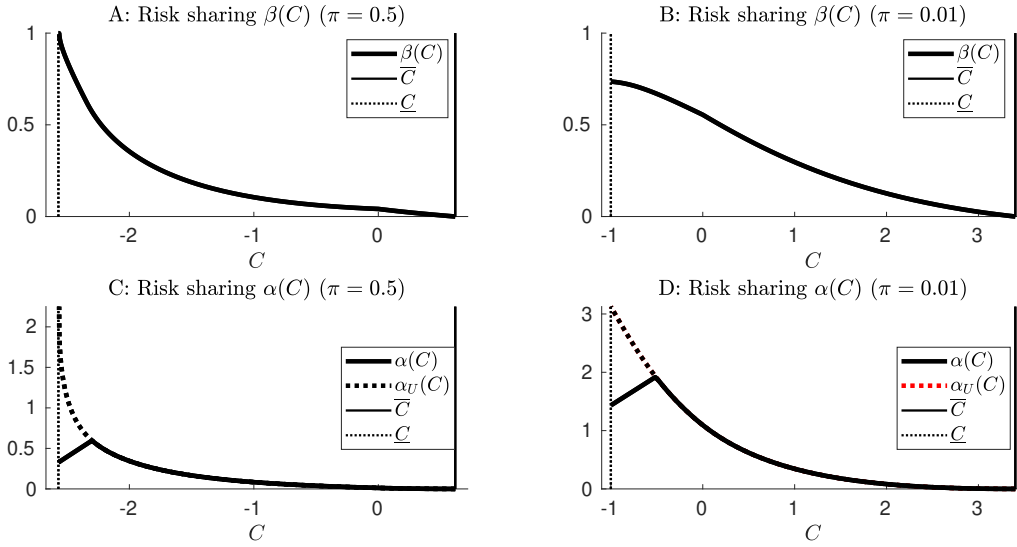 A: Risk sharing β(C) (π = 0.5)
1
0.5
0
-2
-1
0
C
β(C)
C̅
C̲
B: Risk sharing β(C) (π = 0.01)
1
0.5
0
-1
0
1
2
3
C
β(C)
C̅
C̲
C: Risk sharing α(C) (π = 0.5)
2
1.5
1
0.5
0
-2
-1
0
C
α(C)
α_U(C)
C̅
C̲
D: Risk sharing α(C) (π = 0.01)
3
2
1
0
-1
0
1
2
3
C
α(C)
α_U(C)
C̅
C̲